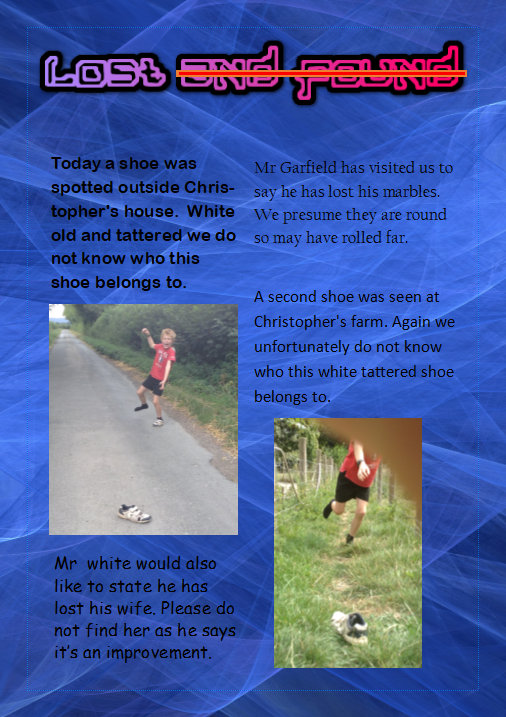 Lost and found
Today a shoe was
spotted outside Chris-
topher's house.  White
old and tattered we do
not know who this
shoe belongs to.
Mr  white would also
like to state he has
lost his wife. Please do
not find her as he says
it's an improvement.
Mr Garfield has visited us to
say he has lost his marbles.
We presume they are round
so may have rolled far.
A second shoe was seen at
Christopher's farm. Again we
unfortunately do not know
who this white tattered shoe
belongs to.